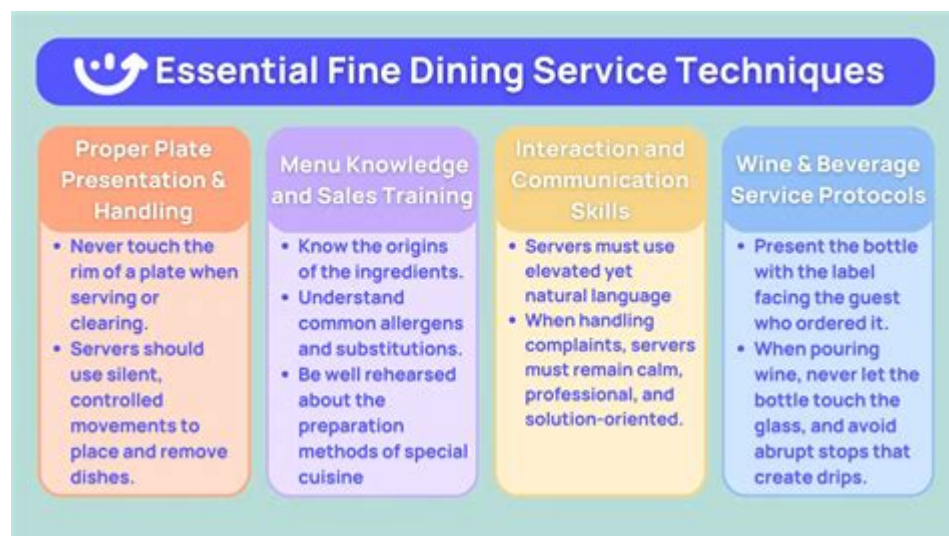 Essential Fine Dining Service Techniques
Proper Plate
Presentation &
Handling
• Never touch the
rim of a plate when
serving or
clearing.
• Servers should
use silent,
controlled
movements to
place and remove
dishes.
Menu Knowledge
and Sales Training
• Know the origins
of the ingredients.
• Understand
common allergens
and substitutions.
• Be well rehearsed
about the
preparation
methods of special
cuisine
Interaction and
Communication
Skills
• Servers must use
elevated yet
natural language
• When handling
complaints, servers
must remain calm,
professional, and
solution-oriented.
Wine & Beverage
Service Protocols
• Present the bottle
with the label
facing the guest
who ordered it.
• When pouring
wine, never let the
bottle touch the
glass, and avoid
abrupt stops that
create drips.